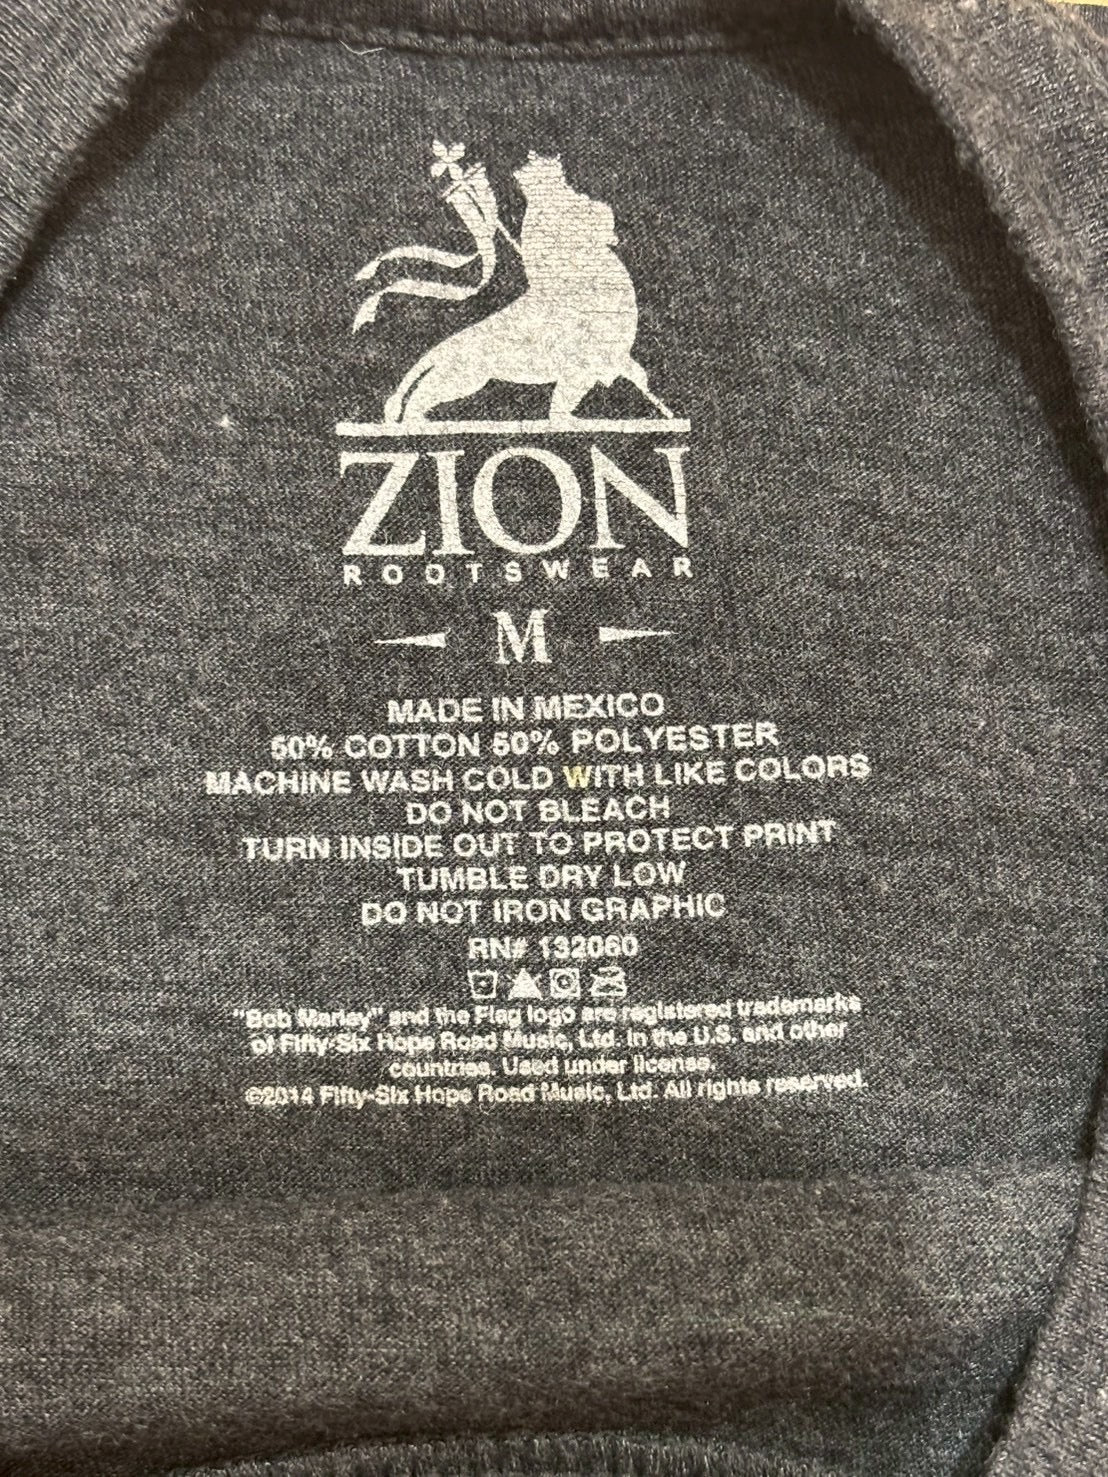 ZION
ROOTSWEAR
M
MADE IN MEXICO
50% COTTON 50% POLYESTER
MACHINE WASH COLD WITH LIKE COLORS
DO NOT BLEACH
TURN INSIDE OUT TO PROTECT PRINT
TUMBLE DRY LOW
DO NOT IRON GRAPHIC
RN# 132060
"Bob Marley" and the Flag logo are registered trademarks
of Fifty-Six Hope Road Music, Ltd. in the U.S. and other
countries. Used under license.
©2014 Fifty-Six Hope Road Music, Ltd. All rights reserved.